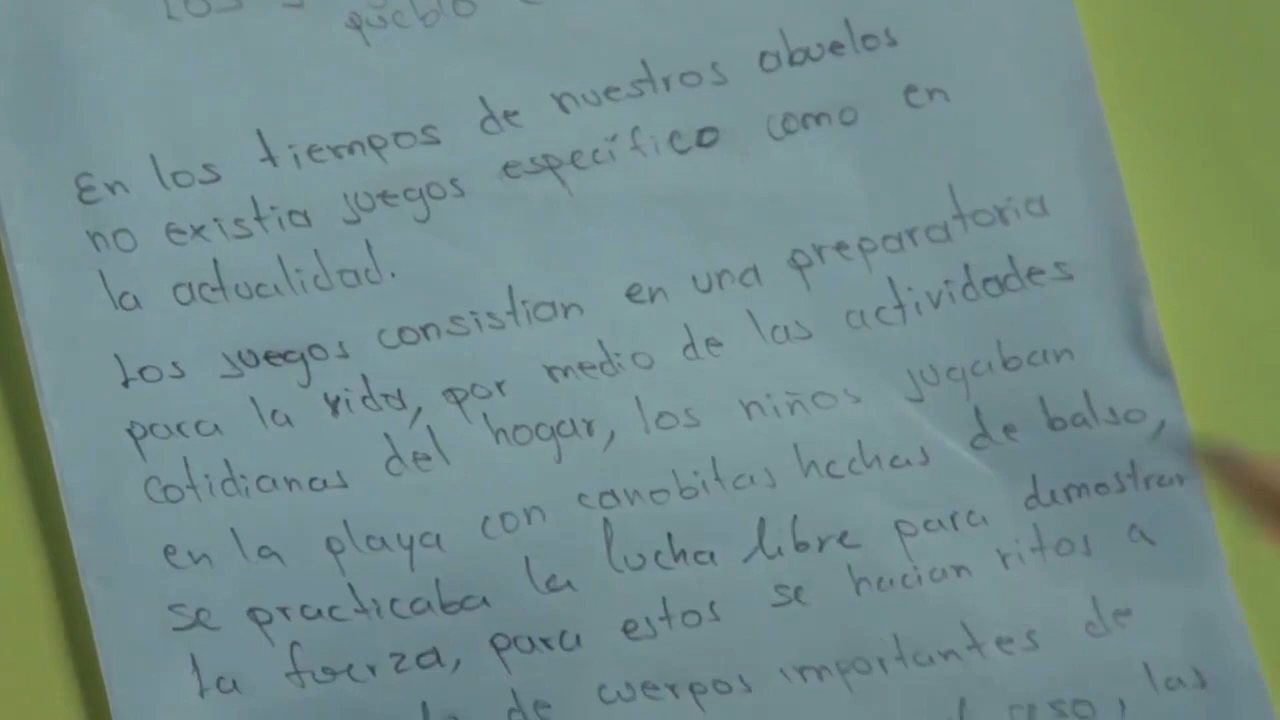 pueblo
En los tiempos de nuestros abuelos
no existia juegos específico como en
la actualidad.
Los juegos consistian en una preparatoria
para la vida, por medio de las actividades
cotidianas del hogar, los niños jugaban
en la playa con canobitas hechas de balso,
se practicaba la lucha libre para demostrar
la fuerza, para estos se hacian ritos a
de cuerpos importantes de
las